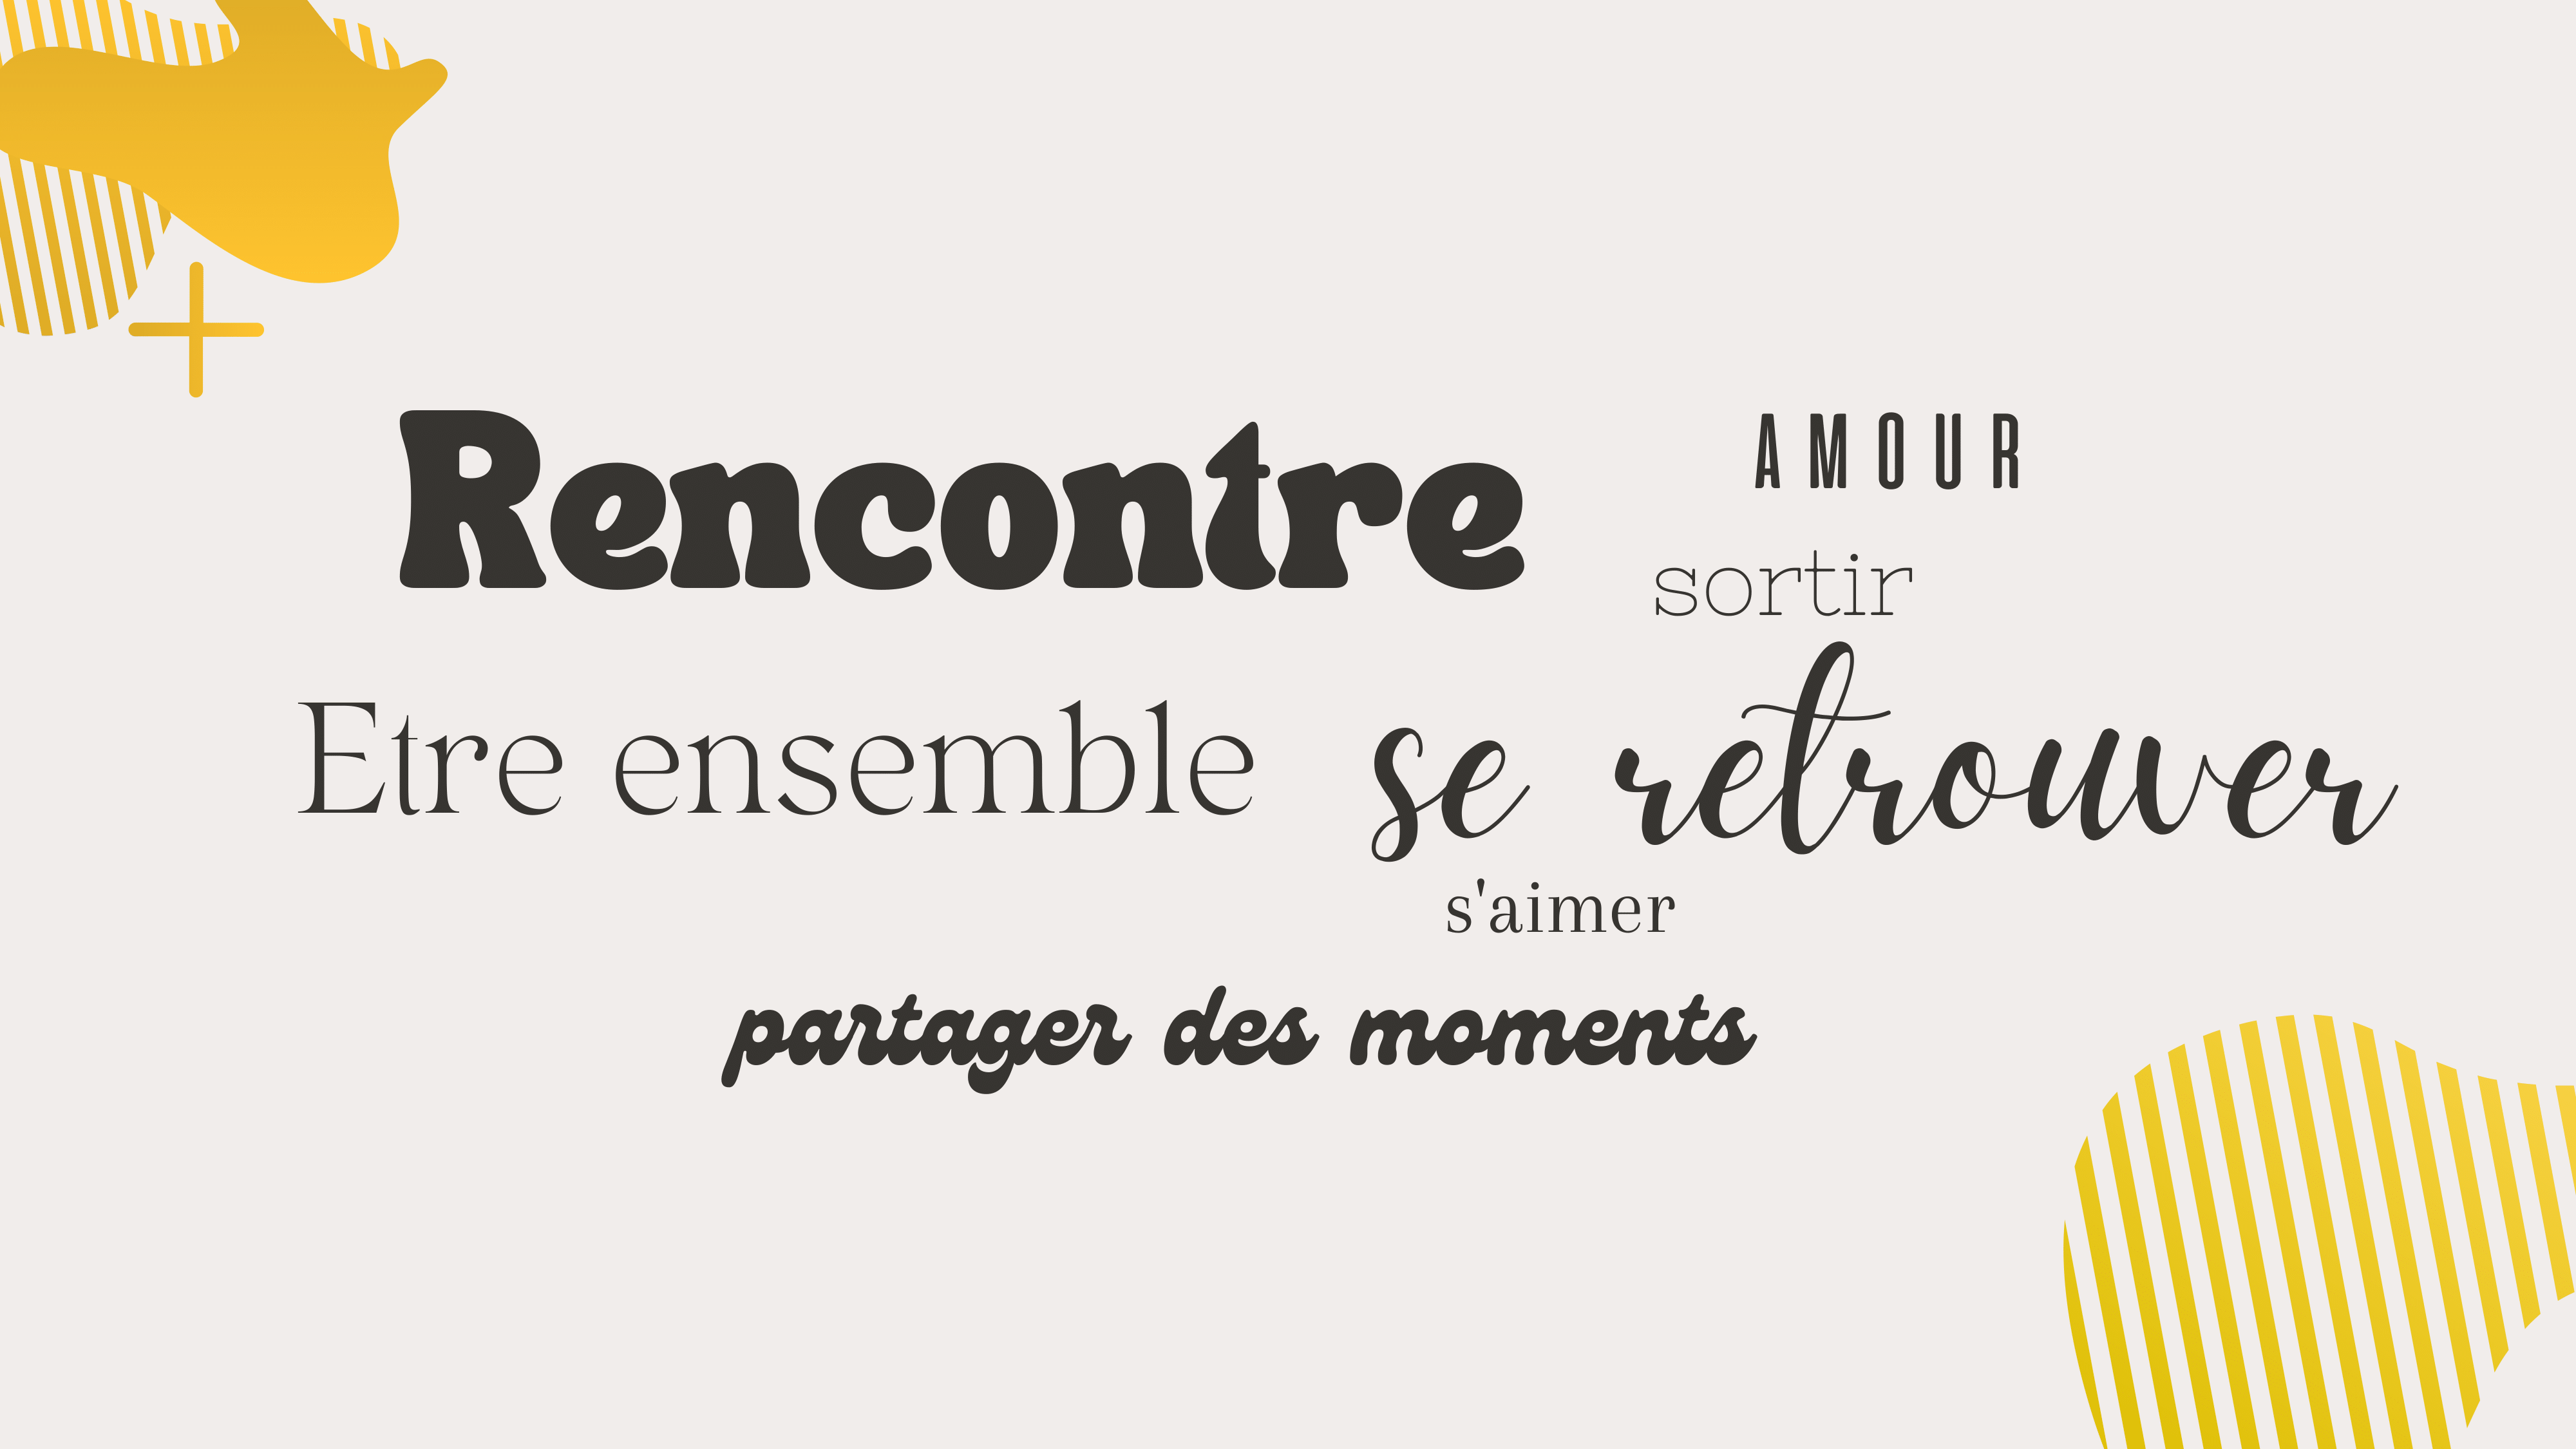 Rencontre
AMOUR
sortir
Etre ensemble
se retrouver
s'aimer
partager des moments